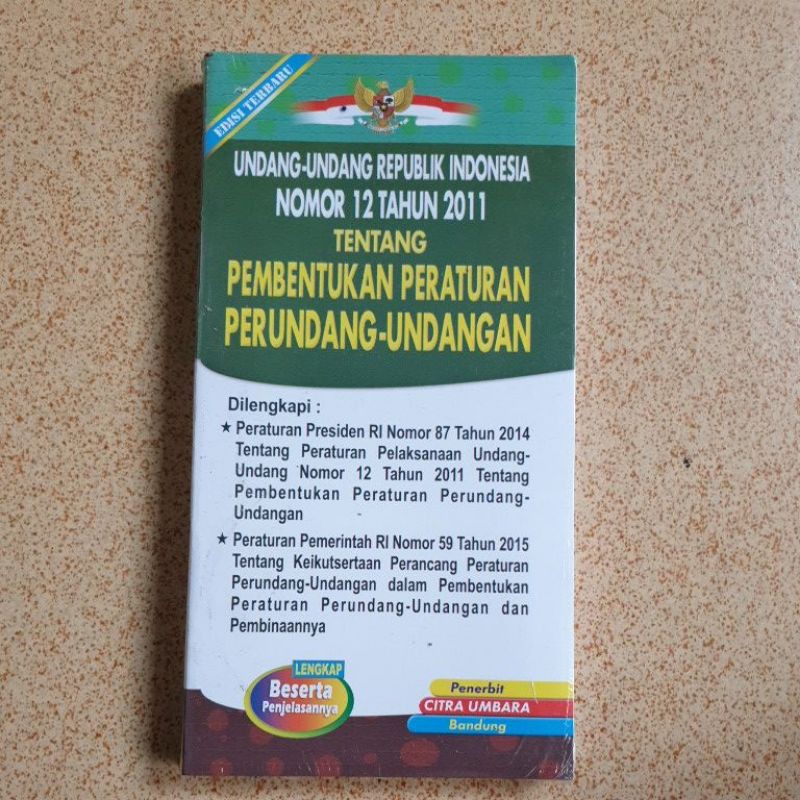 EDISI TERBARU
UNDANG-UNDANG REPUBLIK INDONESIA
NOMOR 12 TAHUN 2011
TENTANG
PEMBENTUKAN PERATURAN
PERUNDANG-UNDANGAN
Dilengkapi :
★ Peraturan Presiden RI Nomor 87 Tahun 2014
Tentang Peraturan Pelaksanaan Undang-
Undang Nomor 12 Tahun 2011 Tentang
Pembentukan Peraturan Perundang-
Undangan
★ Peraturan Pemerintah RI Nomor 59 Tahun 2015
Tentang Keikutsertaan Perancang Peraturan
Perundang-Undangan dalam Pembentukan
Peraturan Perundang-Undangan dan
Pembinaannya
LENGKAP
Beserta
Penjelasannya
Penerbit
CITRA UMBARA
Bandung